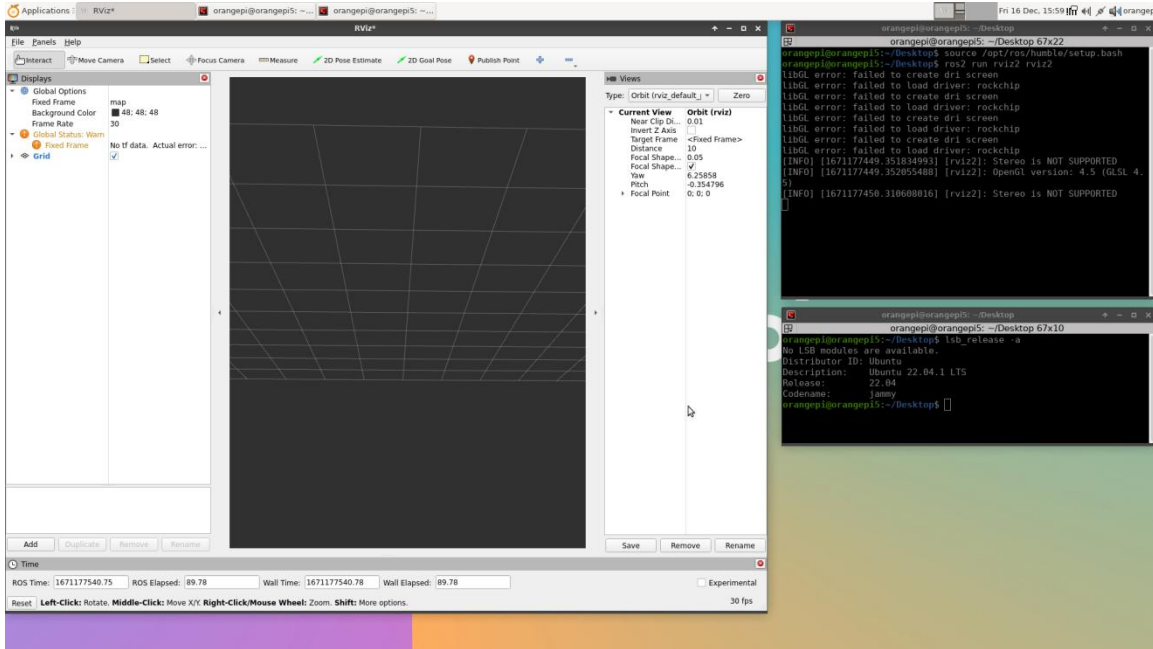 Applications RViz* orangepi@orangepi5: ~... orangepi@orangepi5: ~... Fri 16 Dec, 15:59 orangep
RViz*
File Panels Help
Interact Move Camera Select Focus Camera Measure 2D Pose Estimate 2D Goal Pose Publish Point
Displays
Global Options
Fixed Frame map
Background Color 48; 48; 48
Frame Rate 30
Global Status: Warn
Fixed Frame No tf data. Actual error: ...
Grid
Add Duplicate Remove Rename
Views
Type: Orbit (rviz_default_ Zero
Current View Orbit (rviz)
Near Clip Di... 0.01
Invert Z Axis
Target Frame <Fixed Frame>
Distance 10
Focal Shape... 0.05
Focal Shape...
Yaw 6.25858
Pitch -0.354796
Focal Point 0; 0; 0
Save Remove Rename
Time
ROS Time: 1671177540.75 ROS Elapsed: 89.78 Wall Time: 1671177540.78 Wall Elapsed: 89.78 Experimental
Reset Left-Click: Rotate. Middle-Click: Move X/Y. Right-Click/Mouse Wheel: Zoom. Shift: More options. 30 fps
orangepi@orangepi5: ~/Desktop
orangepi@orangepi5: ~/Desktop 67x22
orangepi@orangepi5:~/Desktop$ source /opt/ros/humble/setup.bash
orangepi@orangepi5:~/Desktop$ ros2 run rviz2 rviz2
libGL error: failed to create dri screen
libGL error: failed to load driver: rockchip
libGL error: failed to create dri screen
libGL error: failed to load driver: rockchip
libGL error: failed to create dri screen
libGL error: failed to load driver: rockchip
libGL error: failed to create dri screen
libGL error: failed to load driver: rockchip
[INFO] [1671177449.351834993] [rviz2]: Stereo is NOT SUPPORTED
[INFO] [1671177449.352055488] [rviz2]: OpenGl version: 4.5 (GLSL 4.
5)
[INFO] [1671177450.310608016] [rviz2]: Stereo is NOT SUPPORTED
orangepi@orangepi5: ~/Desktop
orangepi@orangepi5: ~/Desktop 67x10
orangepi@orangepi5:~/Desktop$ lsb_release -a
No LSB modules are available.
Distributor ID: Ubuntu
Description: Ubuntu 22.04.1 LTS
Release: 22.04
Codename: jammy
orangepi@orangepi5:~/Desktop$